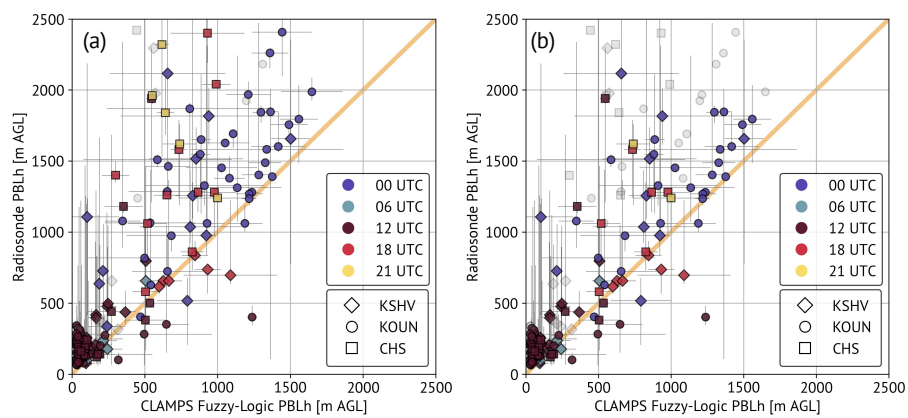 (a)
Radiosonde PBLh [m AGL]
2500
2000
1500
1000
500
0
0
500
1000
1500
2000
2500
CLAMPS Fuzzy-Logic PBLh [m AGL]
00 UTC
06 UTC
12 UTC
18 UTC
21 UTC
KSHV
KOUN
CHS
(b)
Radiosonde PBLh [m AGL]
2500
2000
1500
1000
500
0
0
500
1000
1500
2000
2500
CLAMPS Fuzzy-Logic PBLh [m AGL]
00 UTC
06 UTC
12 UTC
18 UTC
21 UTC
KSHV
KOUN
CHS